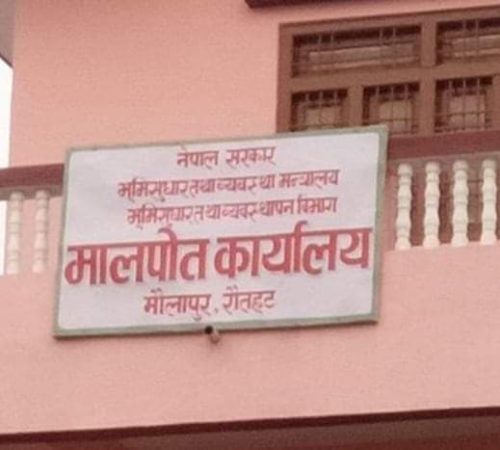 नेपाल सरकार
भूमिसुधार तथा व्यवस्था मन्त्रालय
भूमिसुधार तथा व्यवस्थापन विभाग
मालपोत कार्यालय
मौलापुर, रौतहट